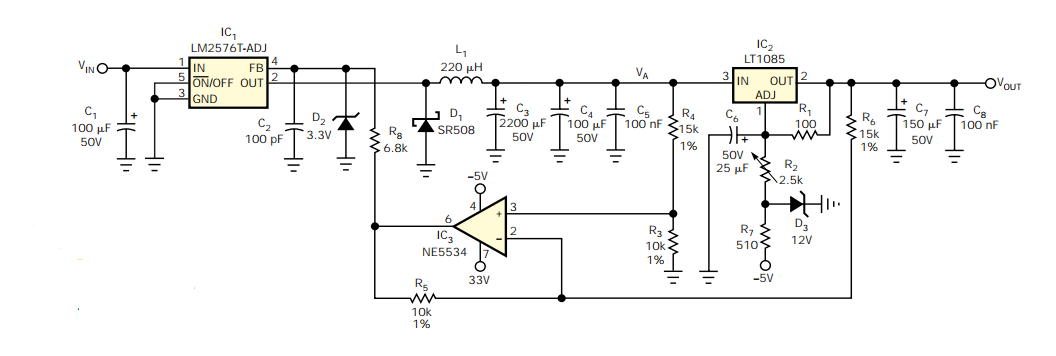 IC1
LM2576T-ADJ
VIN
1
IN
FB
4
5
ON/OFF
OUT
2
3
GND
C1
100 µF
50V
C2
100 pF
D2
3.3V
R8
6.8k
L1
220 µH
D1
SR508
C3
2200 µF
50V
C4
100 µF
50V
C5
100 nF
VA
R4
15k
1%
IC2
LT1085
3
IN
OUT
2
ADJ
1
C6
50V
25 µF
R1
100
R2
2.5k
R6
15k
1%
C7
150 µF
50V
C8
100 nF
VOUT
–5V
4
6
+
3
–
2
IC3
NE5534
7
33V
R3
10k
1%
R7
510
–5V
D3
12V
R5
10k
1%